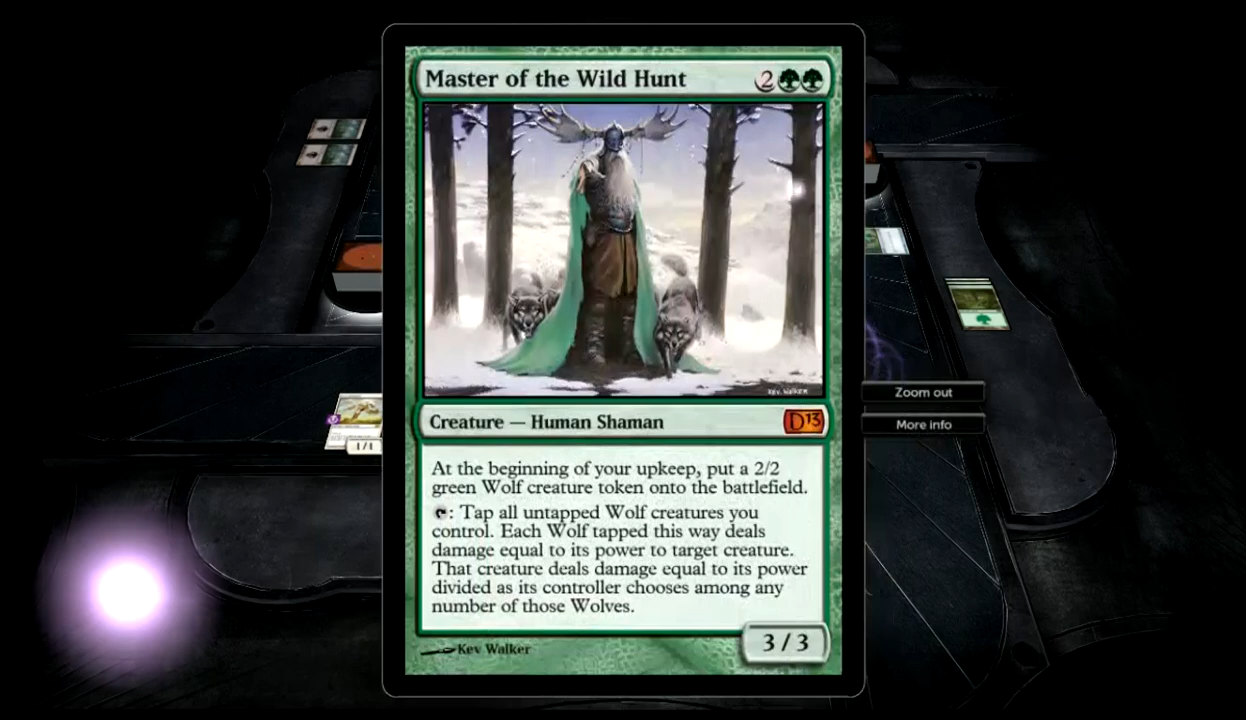 Master of the Wild Hunt 2
Creature — Human Shaman D13
At the beginning of your upkeep, put a 2/2
green Wolf creature token onto the battlefield.
: Tap all untapped Wolf creatures you
control. Each Wolf tapped this way deals
damage equal to its power to target creature.
That creature deals damage equal to its power
divided as its controller chooses among any
number of those Wolves.
3 / 3
Kev Walker
Kev Walker
Zoom out
More info
1/1